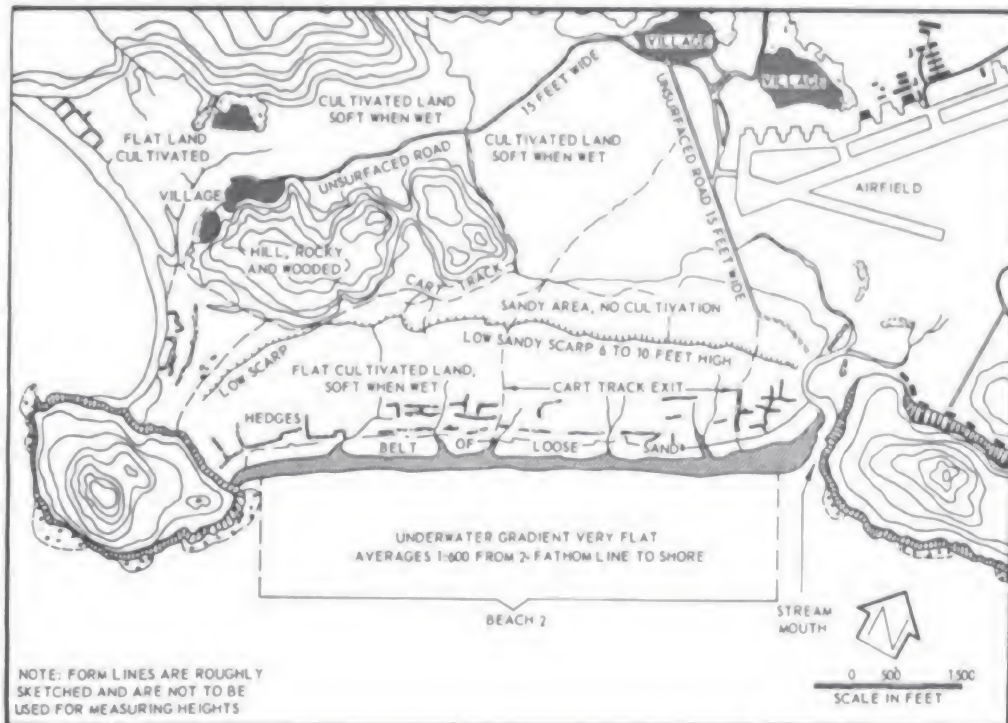 VILLAGE
VILLAGE
15 FEET WIDE
CULTIVATED LAND
SOFT WHEN WET
FLAT LAND
CULTIVATED
UNSURFACED ROAD
CULTIVATED LAND
SOFT WHEN WET
UNSURFACED ROAD 15 FEET WIDE
AIRFIELD
VILLAGE
HILL, ROCKY
AND WOODED
CART TRACK
SANDY AREA, NO CULTIVATION
LOW SANDY SCARP 6 TO 10 FEET HIGH
LOW SCARP
FLAT CULTIVATED LAND,
SOFT WHEN WET
CART TRACK EXIT
HEDGES
BELT OF LOOSE SAND
UNDERWATER GRADIENT VERY FLAT
AVERAGES 1:600 FROM 2-FATHOM LINE TO SHORE
BEACH 2
STREAM
MOUTH
N
NOTE: FORM LINES ARE ROUGHLY
SKETCHED AND ARE NOT TO BE
USED FOR MEASURING HEIGHTS
0 500 1500
SCALE IN FEET